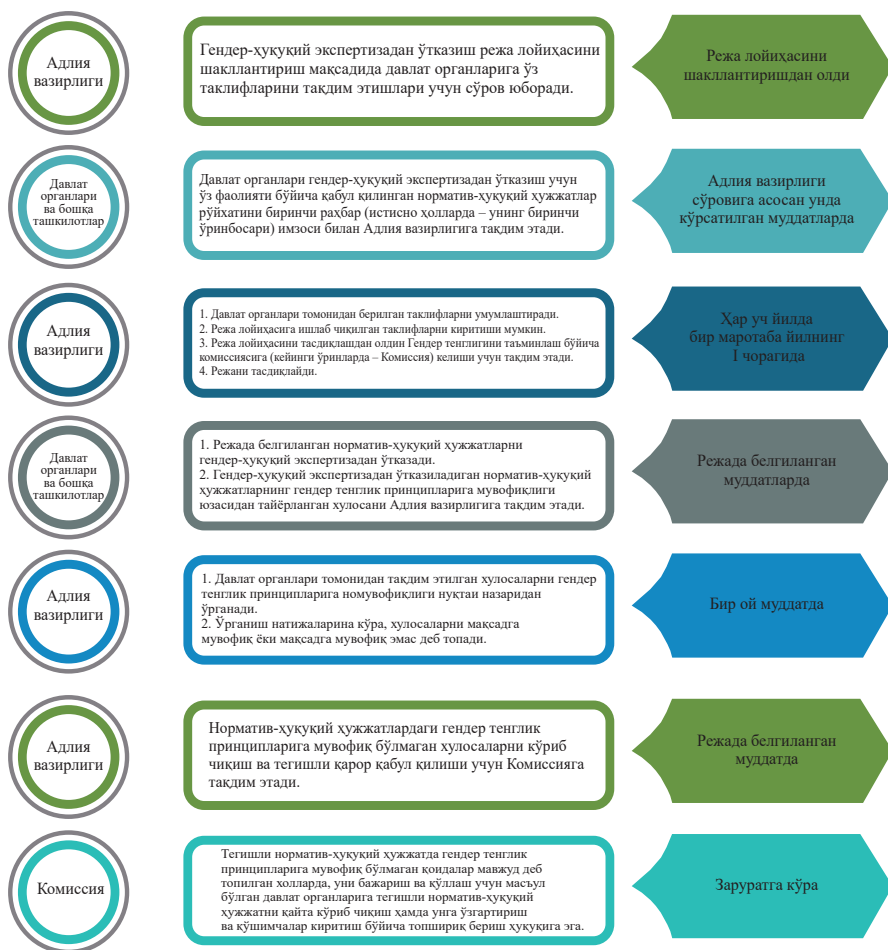 Адлия
вазирлиги
Гендер-ҳуқуқий экспертизадан ўтказиш режа лойиҳасини
шакллантириш мақсадида давлат органларига ўз
таклифларини тақдим этишлари учун сўров юборади.
Режа лойиҳасини
шакллантиришдан олдин
Давлат
органлари
ва бошқа
ташкилотлар
Давлат органлари гендер-ҳуқуқий экспертизадан ўтказиш учун
ўз фаолияти бўйича қабул қилинган норматив-ҳуқуқий ҳужжатлар
рўйхатини биринчи раҳбар (истисно ҳолларда – унинг биринчи
ўринбосари) имзоси билан Адлия вазирлигига тақдим этади.
Адлия вазирлиги
сўровига асосан унда
кўрсатилган муддатларда
Адлия
вазирлиги
1. Давлат органлари томонидан берилган таклифларни умумлаштиради.
2. Режа лойиҳасига ишлаб чиқилган таклифларни киритиши мумкин.
3. Режа лойиҳасини тасдиқлашдан олдин Гендер тенглигини таъминлаш бўйича
комиссиясига (кейинги ўринларда – Комиссия) келишиш учун тақдим этади.
4. Режани тасдиқлайди.
Ҳар уч йилда
бир маротаба йилнинг
I чорагида
Давлат
органлари
ва бошқа
ташкилотлар
1. Режада белгиланган норматив-ҳуқуқий ҳужжатларни
гендер-ҳуқуқий экспертизадан ўтказади.
2. Гендер-ҳуқуқий экспертизадан ўтказиладиган норматив-ҳуқуқий
ҳужжатларнинг гендер тенглик принципларига мувофиқлиги
юзасидан тайёрланган хулосани Адлия вазирлигига тақдим этади.
Режада белгиланган
муддатларда
Адлия
вазирлиги
1. Давлат органлари томонидан тақдим этилган хулосаларни гендер
тенглик принципларига номувофиқлиги нуқтаи назаридан
ўрганади.
2. Ўрганиш натижаларина кўра, хулосаларни мақсадга
мувофиқ ёки мақсадга мувофиқ эмас деб топади.
Бир ой муддатда
Адлия
вазирлиги
Норматив-ҳуқуқий ҳужжатлардаги гендер тенглик
принципларига мувофиқ бўлмаган хулосаларни кўриб
чиқиш ва тегишли қарор қабул қилиши учун Комиссияга
тақдим этади.
Режада белгиланган
муддатда
Комиссия
Тегишли норматив-ҳуқуқий ҳужжатда гендер тенглик
принципларига мувофиқ бўлмаган қоидалар мавжуд деб
топилган холларда, уни бажариш ва қўллаш учун масъул
бўлган давлат органларига тегишли норматив-ҳуқуқий
ҳужжатни қайта кўриб чиқиш ҳамда унга ўзгартириш
ва қўшимчалар киритиш бўйича топшириқ бериш ҳуқуқига эга.
Заруратга кўра